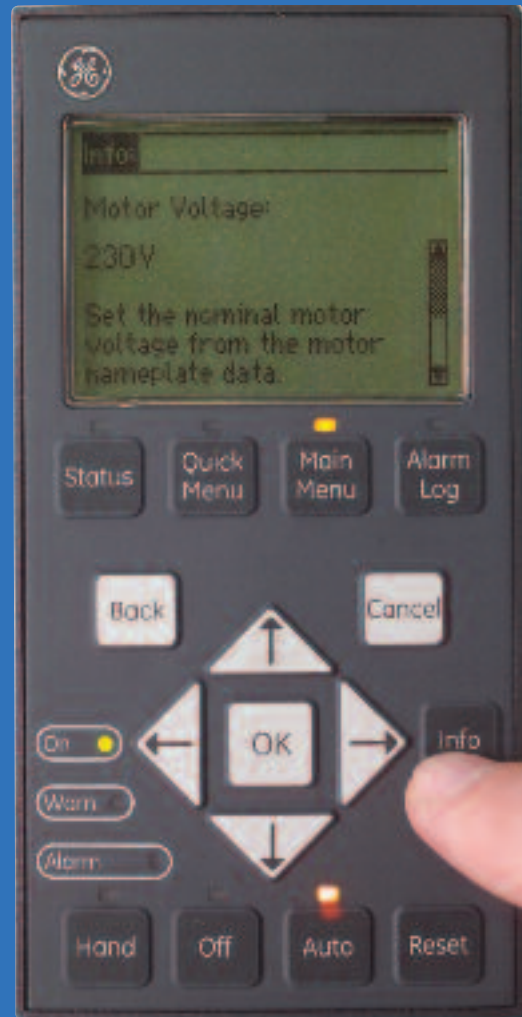 GE
Info:
Motor Voltage:
230V
Set the nominal motor
voltage from the motor
nameplate data.
Status
Quick
Menu
Main
Menu
Alarm
Log
Back
Cancel
OK
Info
On
Warn
Alarm
Hand
Off
Auto
Reset